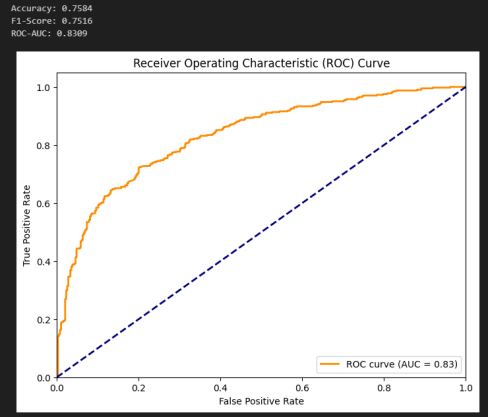 Accuracy: 0.7584
F1-Score: 0.7516
ROC-AUC: 0.8309
Receiver Operating Characteristic (ROC) Curve
1.0
0.8
0.6
0.4
0.2
0.0
True Positive Rate
ROC curve (AUC = 0.83)
0.0 0.2 0.4 0.6 0.8 1.0
False Positive Rate